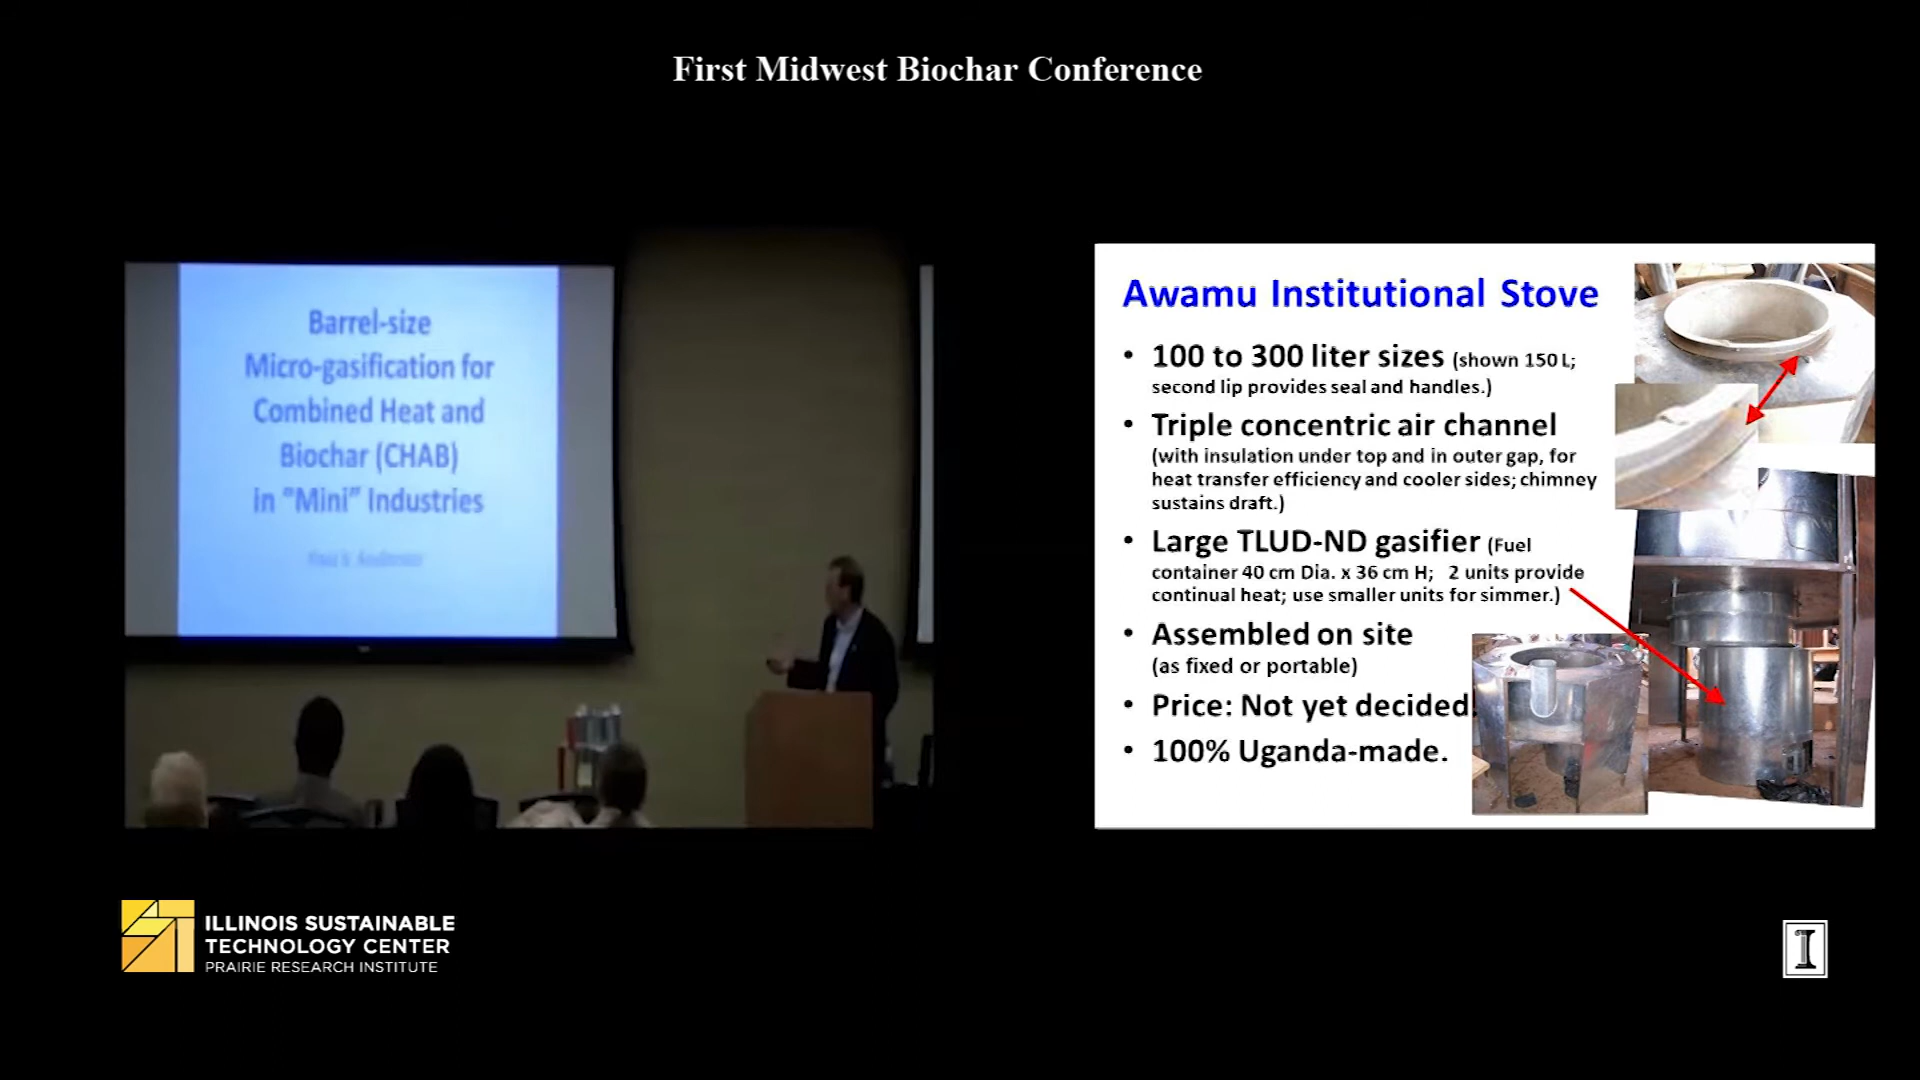 First Midwest Biochar Conference
Barrel-size
Micro-gasification for
Combined Heat and
Biochar (CHAB)
in "Mini" Industries
Awamu Institutional Stove
• 100 to 300 liter sizes (shown 150 L;
second lip provides seal and handles.)
• Triple concentric air channel
(with insulation under top and in outer gap, for
heat transfer efficiency and cooler sides; chimney
sustains draft.)
• Large TLUD-ND gasifier (Fuel
container 40 cm Dia. x 36 cm H; 2 units provide
continual heat; use smaller units for simmer.)
• Assembled on site
(as fixed or portable)
• Price: Not yet decided.
• 100% Uganda-made.
ILLINOIS SUSTAINABLE
TECHNOLOGY CENTER
PRAIRIE RESEARCH INSTITUTE
I